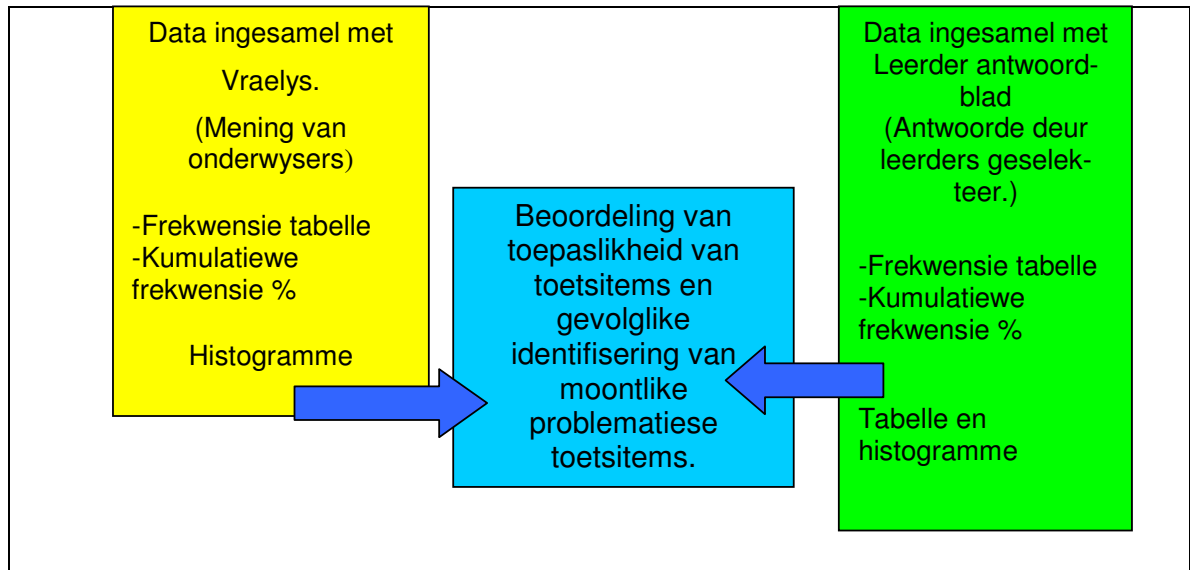 Data ingesamel met
Vraelys.
(Mening van
onderwysers)
-Frekwensie tabelle
-Kumulatiewe
frekwensie %
Histogramme
Beoordeling van
toepaslikheid van
toetsitems en
gevolglike
identifisering van
moontlike
problematiese
toetsitems.
Data ingesamel met
Leerder antwoord-
blad
(Antwoorde deur
leerders geselek-
teer.)
-Frekwensie tabelle
-Kumulatiewe
frekwensie %
Tabelle en
histogramme